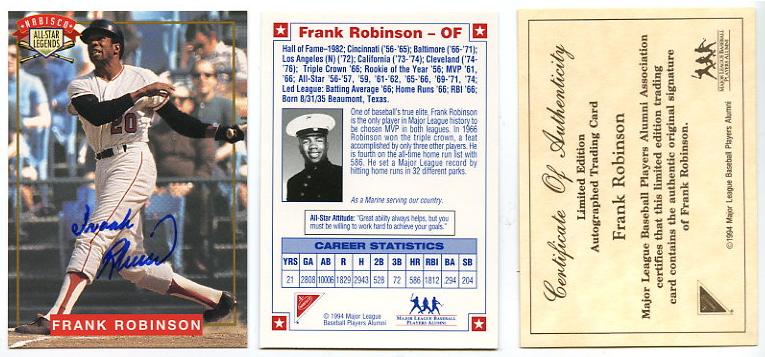 NABISCO
ALL-STAR
LEGENDS
20
Frank
Robinson
FRANK ROBINSON
Frank Robinson – OF
Hall of Fame–1982; Cincinnati ('56-'65); Baltimore ('66-'71);
Los Angeles (N) ('72); California ('73-'74); Cleveland ('74-
'76); Triple Crown '66; Rookie of the Year '56; MVP '61,
'66; All-Star '56-'57, '59, '61-'62, '65-'66, '69-'71, '74;
Led League: Batting Average '66; Home Runs '66; RBI '66;
Born 8/31/35 Beaumont, Texas.
One of baseball's true elite, Frank Robinson
is the only player in Major League history to
be chosen MVP in both leagues. In 1966
Robinson won the triple crown, a feat
accomplished by only three other players. He
is fourth on the all-time home run list with
586. He set a Major League record by
hitting home runs in 32 different parks.
As a Marine serving our country.
All-Star Attitude: "Great ability always helps, but you
must be willing to work hard to achieve your goals."
CAREER STATISTICS
YRS GA AB R H 2B 3B HR RBI BA SB
21 2808 10006 1829 2943 528 72 586 1812 .294 204
© 1994 Major League
Baseball Players Alumni
MAJOR LEAGUE BASEBALL
PLAYERS ALUMNI
Certificate Of Authenticity
Limited Edition
Autographed Trading Card
Frank Robinson
Major League Baseball Players Alumni Association
certifies that this limited edition trading
card contains the authentic original signature
of Frank Robinson.
©1994 Major League Baseball Players Alumni
MAJOR LEAGUE BASEBALL
PLAYERS ALUMNI